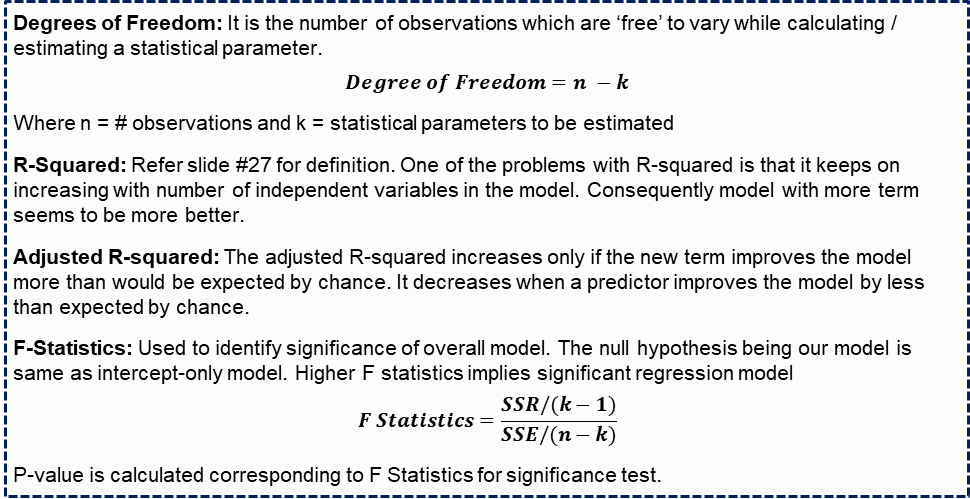 Degrees of Freedom: It is the number of observations which are ‘free’ to vary while calculating /
estimating a statistical parameter.
Degree of Freedom = n − k
Where n = # observations and k = statistical parameters to be estimated
R-Squared: Refer slide #27 for definition. One of the problems with R-squared is that it keeps on
increasing with number of independent variables in the model. Consequently model with more term
seems to be more better.
Adjusted R-squared: The adjusted R-squared increases only if the new term improves the model
more than would be expected by chance. It decreases when a predictor improves the model by less
than expected by chance.
F-Statistics: Used to identify significance of overall model. The null hypothesis being our model is
same as intercept-only model. Higher F statistics implies significant regression model
F Statistics = SSR/(k − 1)
SSE/(n − k)
P-value is calculated corresponding to F Statistics for significance test.